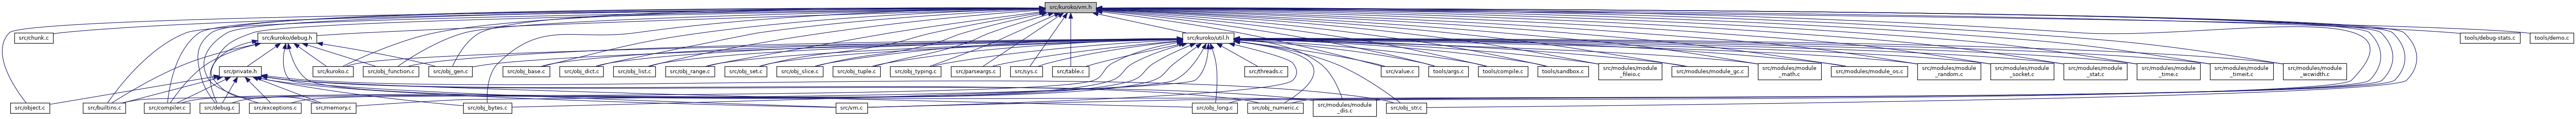 src/kuroko/vm.h
src/chunk.c
src/kuroko/debug.h
src/kuroko/util.h
tools/debug-stats.c
tools/demo.c
src/private.h
src/kuroko.c
src/obj_function.c
src/obj_gen.c
src/obj_base.c
src/obj_dict.c
src/obj_list.c
src/obj_range.c
src/obj_set.c
src/obj_slice.c
src/obj_tuple.c
src/obj_typing.c
src/parseargs.c
src/sys.c
src/table.c
src/threads.c
src/value.c
tools/args.c
tools/compile.c
tools/sandbox.c
src/modules/module
_fileio.c
src/modules/module_gc.c
src/modules/module
_math.c
src/modules/module_os.c
src/modules/module
_random.c
src/modules/module
_socket.c
src/modules/module
_stat.c
src/modules/module
_time.c
src/modules/module
_timeit.c
src/modules/module
_wcwidth.c
src/object.c
src/builtins.c
src/compiler.c
src/debug.c
src/exceptions.c
src/memory.c
src/obj_bytes.c
src/vm.c
src/obj_long.c
src/obj_numeric.c
src/modules/module
_dis.c
src/obj_str.c